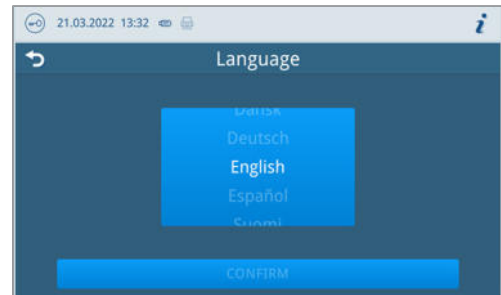 21.03.2022 13:32
i
Language
Dansk
Deutsch
English
Español
Suomi
CONFIRM